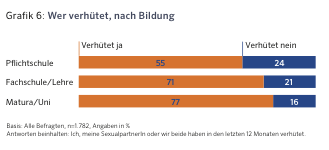 Grafik 6: Wer verhütet, nach Bildung
Verhütet ja Verhütet nein
Pflichtschule 55 24
Fachschule/Lehre 71 21
Matura/Uni 77 16
Basis: Alle Befragten, n=1.782, Angaben in %
Antworten beinhalten: Ich, meine SexualpartnerIn oder wir beide haben in den letzten 12 Monaten verhütet.